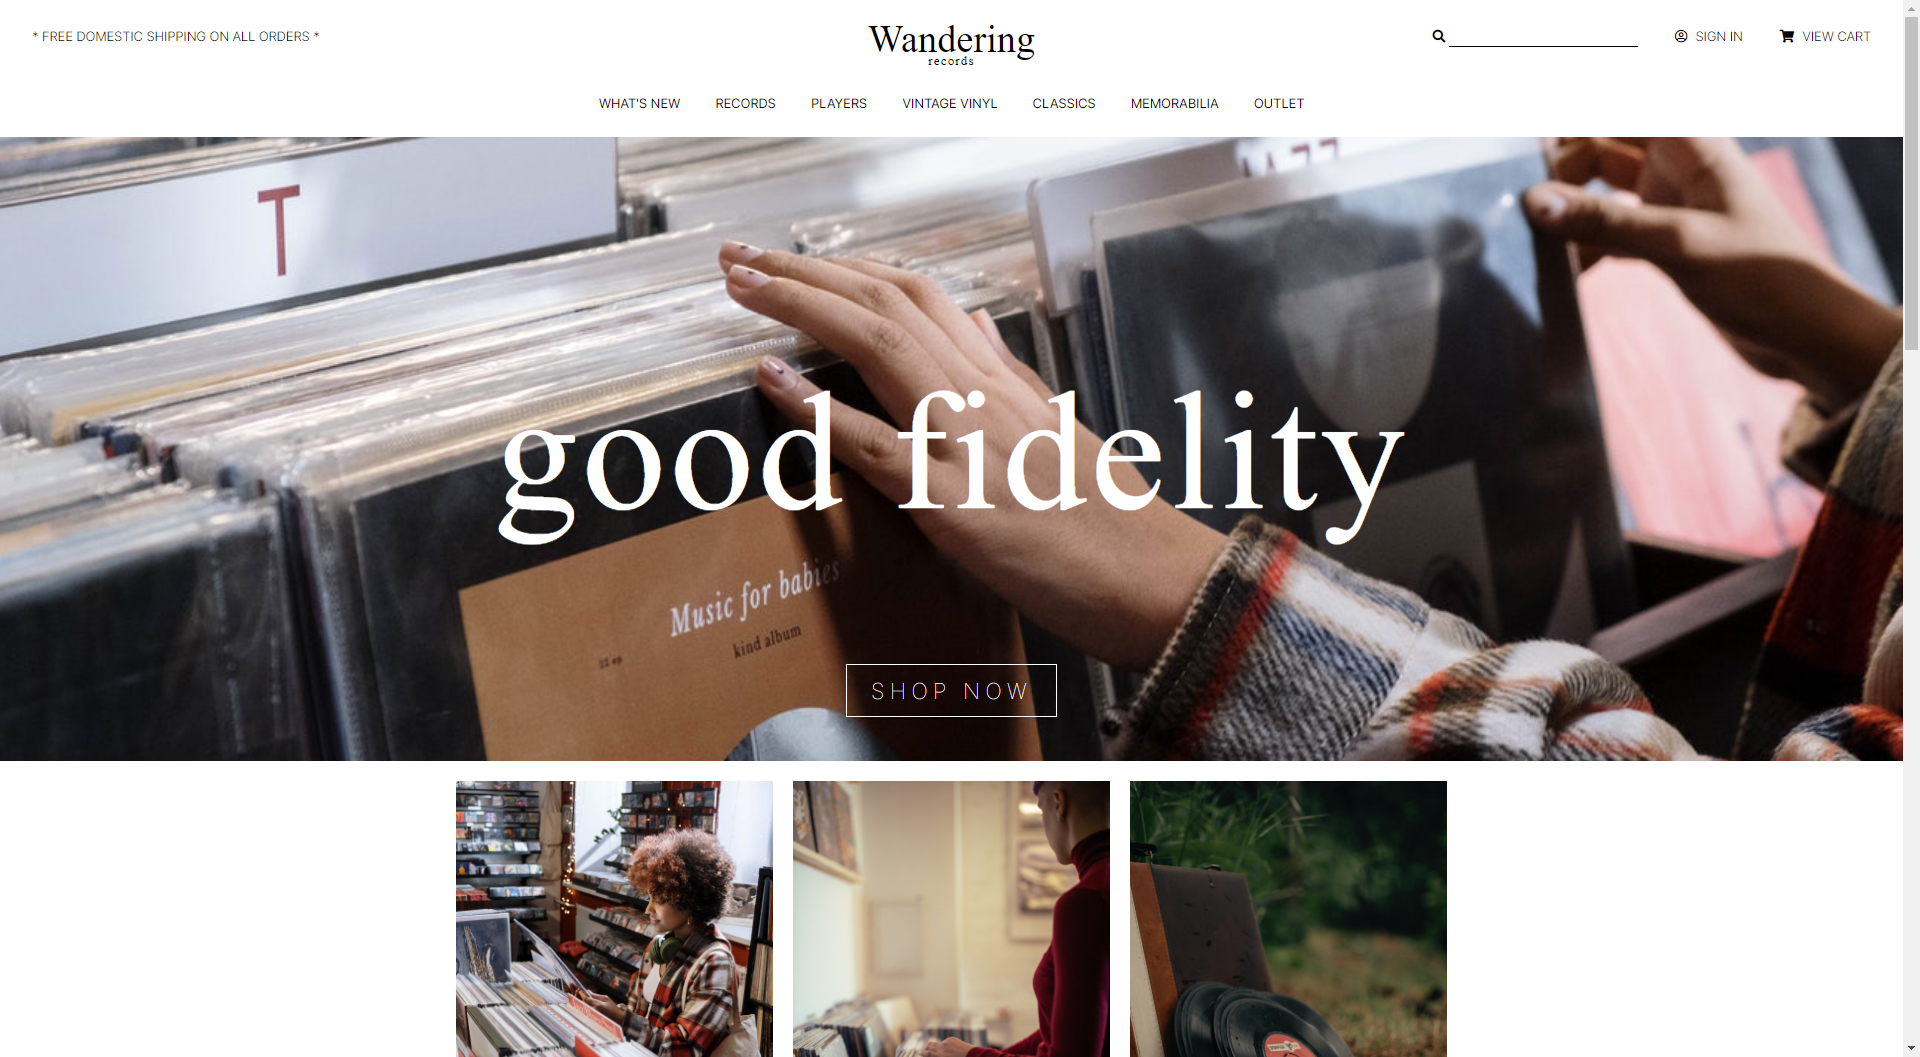 * FREE DOMESTIC SHIPPING ON ALL ORDERS *
Wandering
records
SIGN IN
VIEW CART
WHAT'S NEW
RECORDS
PLAYERS
VINTAGE VINYL
CLASSICS
MEMORABILIA
OUTLET
T
good fidelity
Music for babies
kind album
SHOP NOW